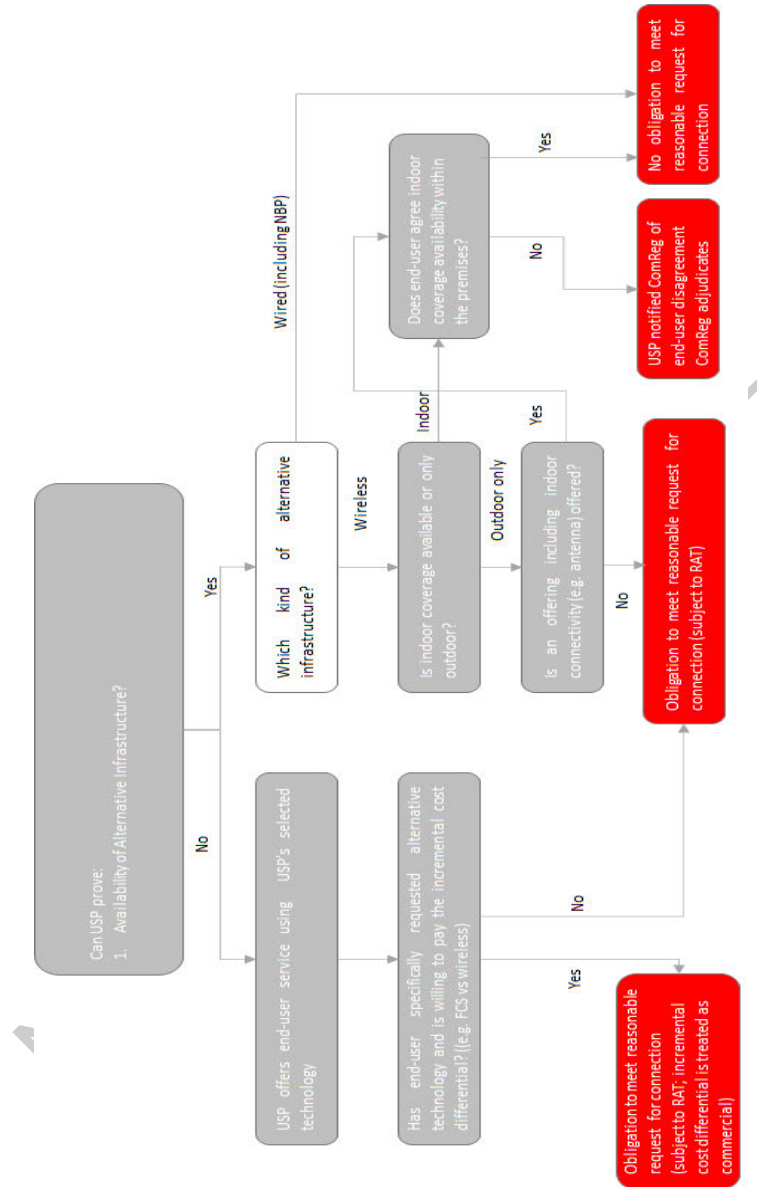 Can USP prove:
1. Availability of Alternative Infrastructure?
No
Yes
USP offers end-user service using USP's selected
technology
Which kind of alternative
infrastructure?
Wired (including NBP)
Wireless
Has end-user specifically requested alternative
technology and is willing to pay the incremental cost
differential? ((e.g. FCS vs wireless)
Is indoor coverage available or only
outdoor?
Indoor
Outdoor only
Does end-user agree indoor
coverage availability within
the premises?
Is an offering including indoor
connectivity (e.g. antenna) offered?
Yes
Yes
No
No
Yes
No
Obligation to meet reasonable
request for connection
(subject to RAT; incremental
cost differential is treated as
commercial)
Obligation to meet reasonable request for
connection (subject to RAT)
USP notified ComReg of
end-user disagreement
ComReg adjudicates
No obligation to meet
reasonable request for
connection